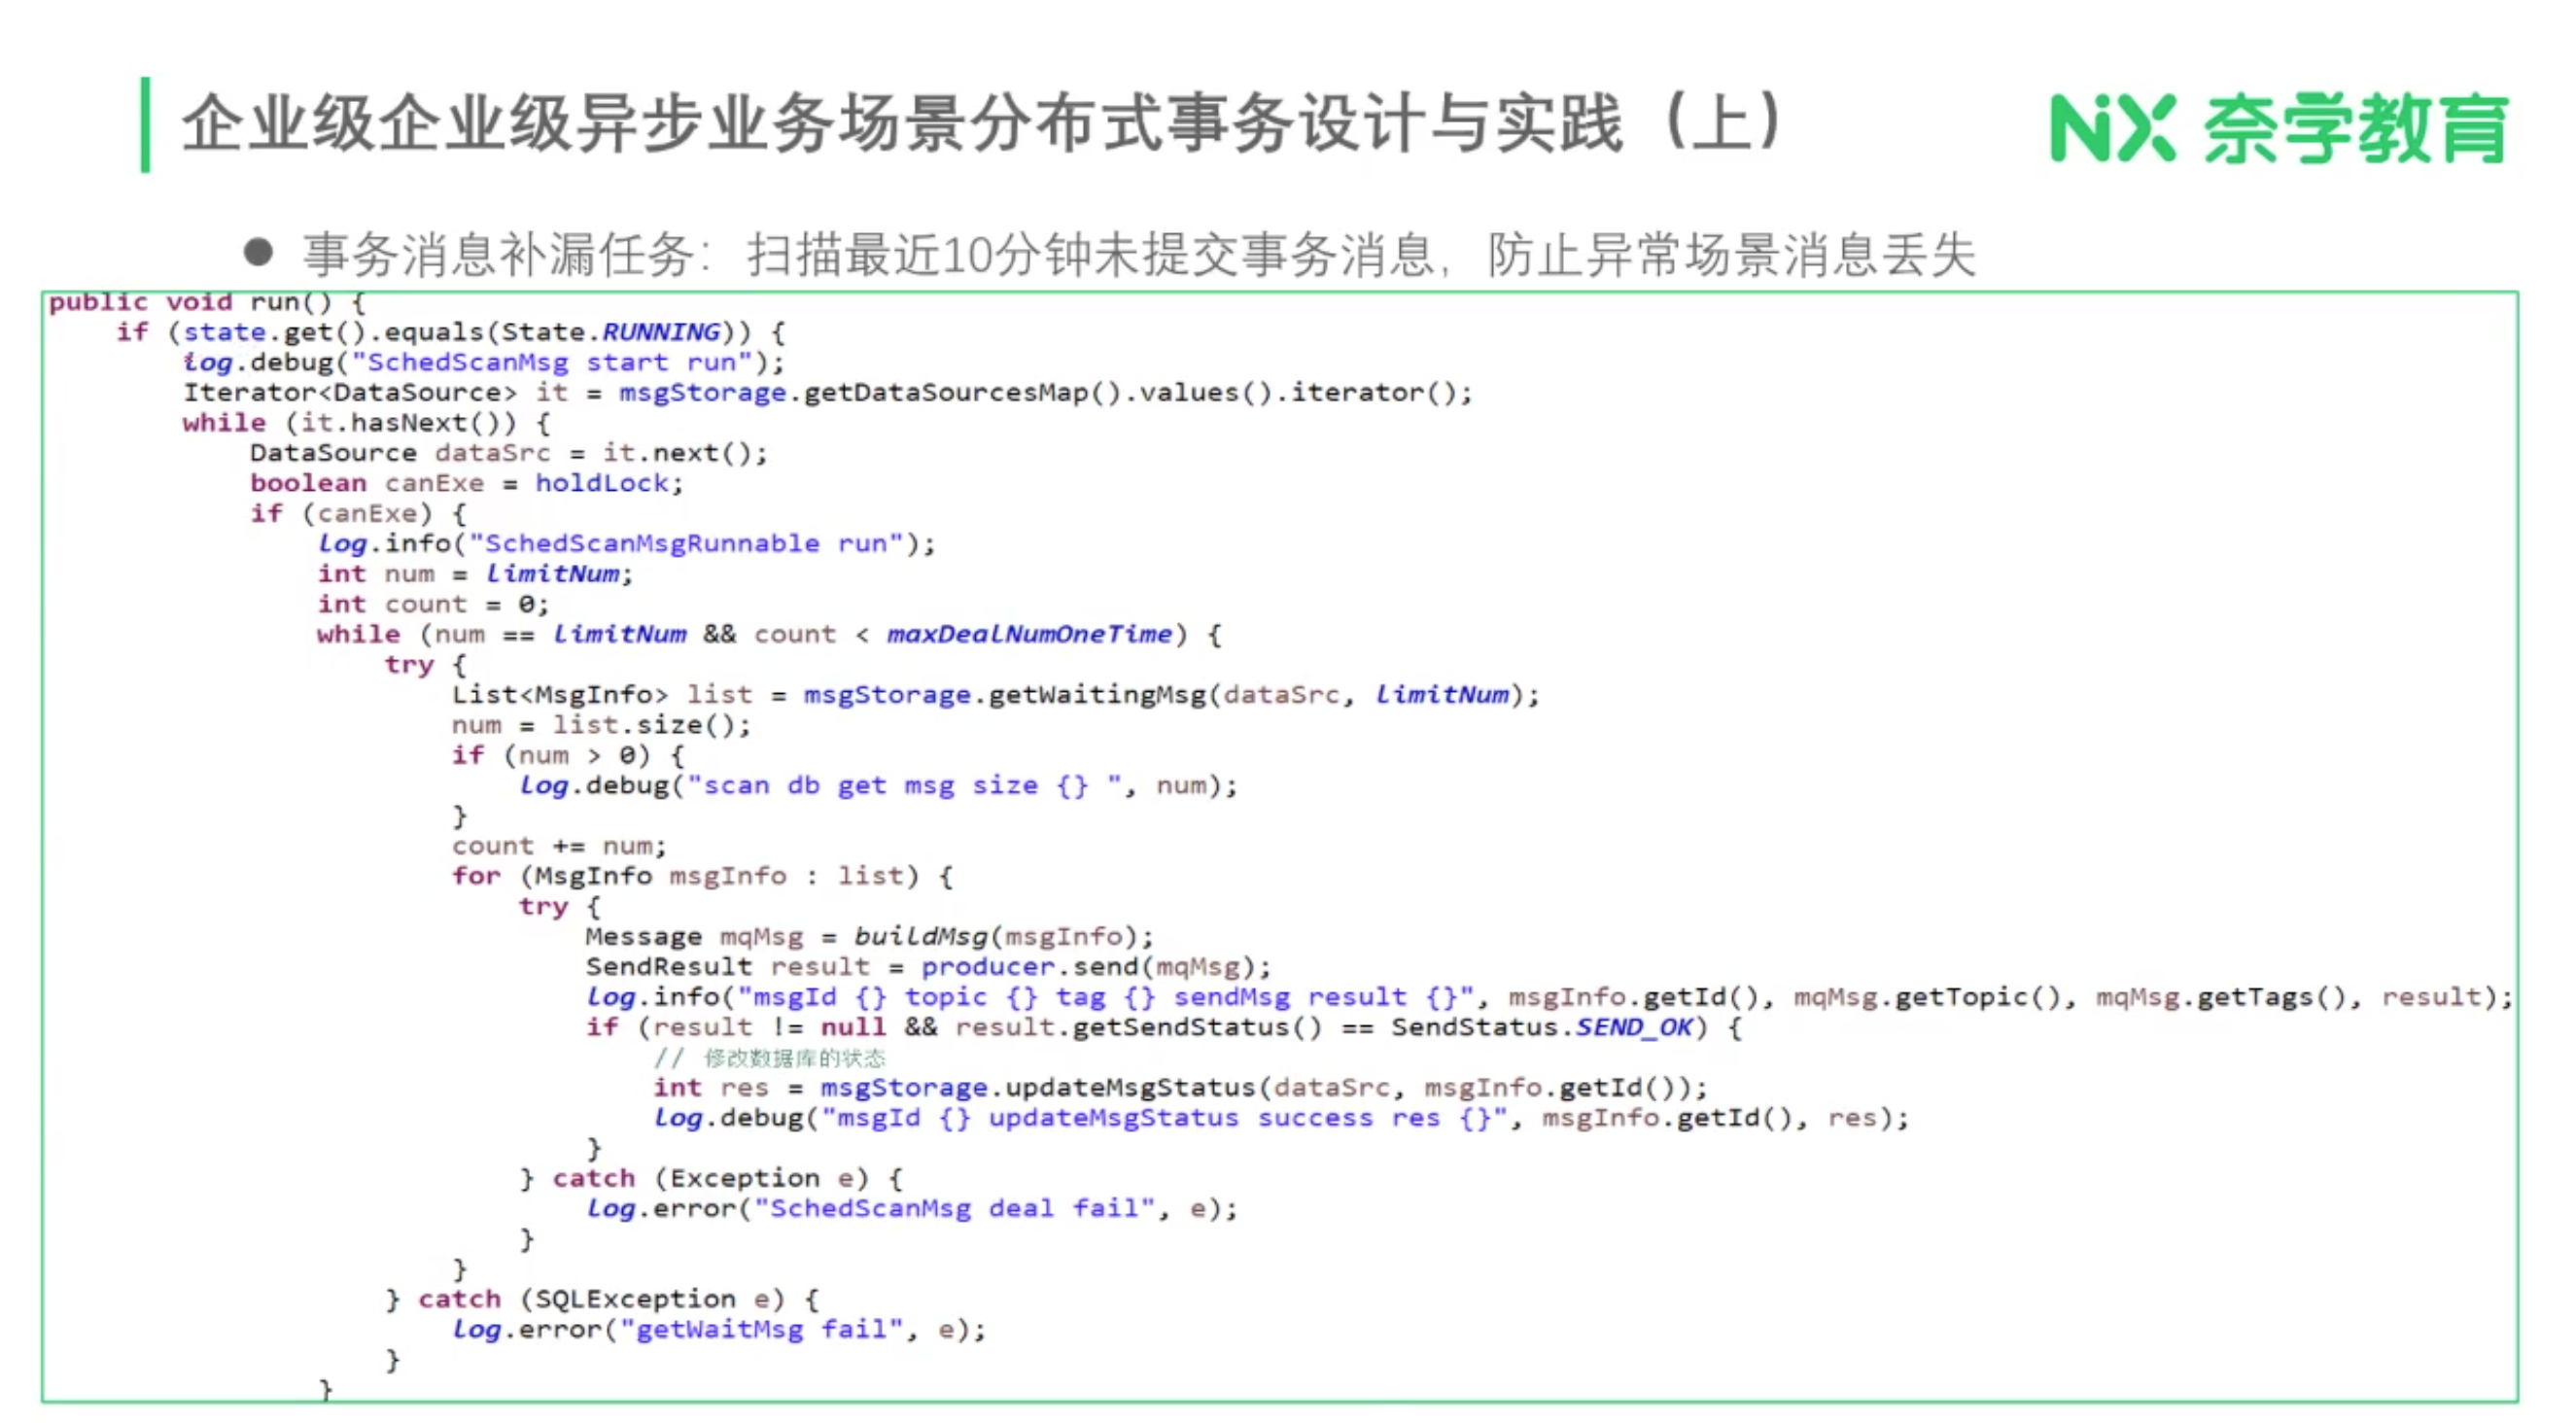 企业级企业级异步业务场景分布式事务设计与实践（上）
NiX 奈学教育
● 事务消息补漏任务：扫描最近10分钟未提交事务消息，防止异常场景消息丢失
public void run() {
    if (state.get().equals(State.RUNNING)) {
        log.debug("SchedScanMsg start run");
        Iterator<DataSource> it = msgStorage.getDataSourcesMap().values().iterator();
        while (it.hasNext()) {
            DataSource dataSrc = it.next();
            boolean canExe = holdLock;
            if (canExe) {
                log.info("SchedScanMsgRunnable run");
                int num = limitNum;
                int count = 0;
                while (num == limitNum && count < maxDealNumOneTime) {
                    try {
                        List<MsgInfo> list = msgStorage.getWaitingMsg(dataSrc, limitNum);
                        num = list.size();
                        if (num > 0) {
                            log.debug("scan db get msg size {} ", num);
                        }
                        count += num;
                        for (MsgInfo msgInfo : list) {
                            try {
                                Message mqMsg = buildMsg(msgInfo);
                                SendResult result = producer.send(mqMsg);
                                log.info("msgId {} topic {} tag {} sendMsg result {}", msgInfo.getId(), mqMsg.getTopic(), mqMsg.getTags(), result);
                                if (result != null && result.getSendStatus() == SendStatus.SEND_OK) {
                                    // 修改数据库的状态
                                    int res = msgStorage.updateMsgStatus(dataSrc, msgInfo.getId());
                                    log.debug("msgId {} updateMsgStatus success res {}", msgInfo.getId(), res);
                                }
                            } catch (Exception e) {
                                log.error("SchedScanMsg deal fail", e);
                            }
                        }
                    } catch (SQLException e) {
                        log.error("getWaitMsg fail", e);
                    }
                }